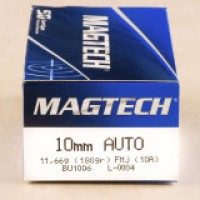 MAGTECH
MAGTECH
10mm AUTO
11,66g (180gr) FMJ (10A)
BU1006 L-0004